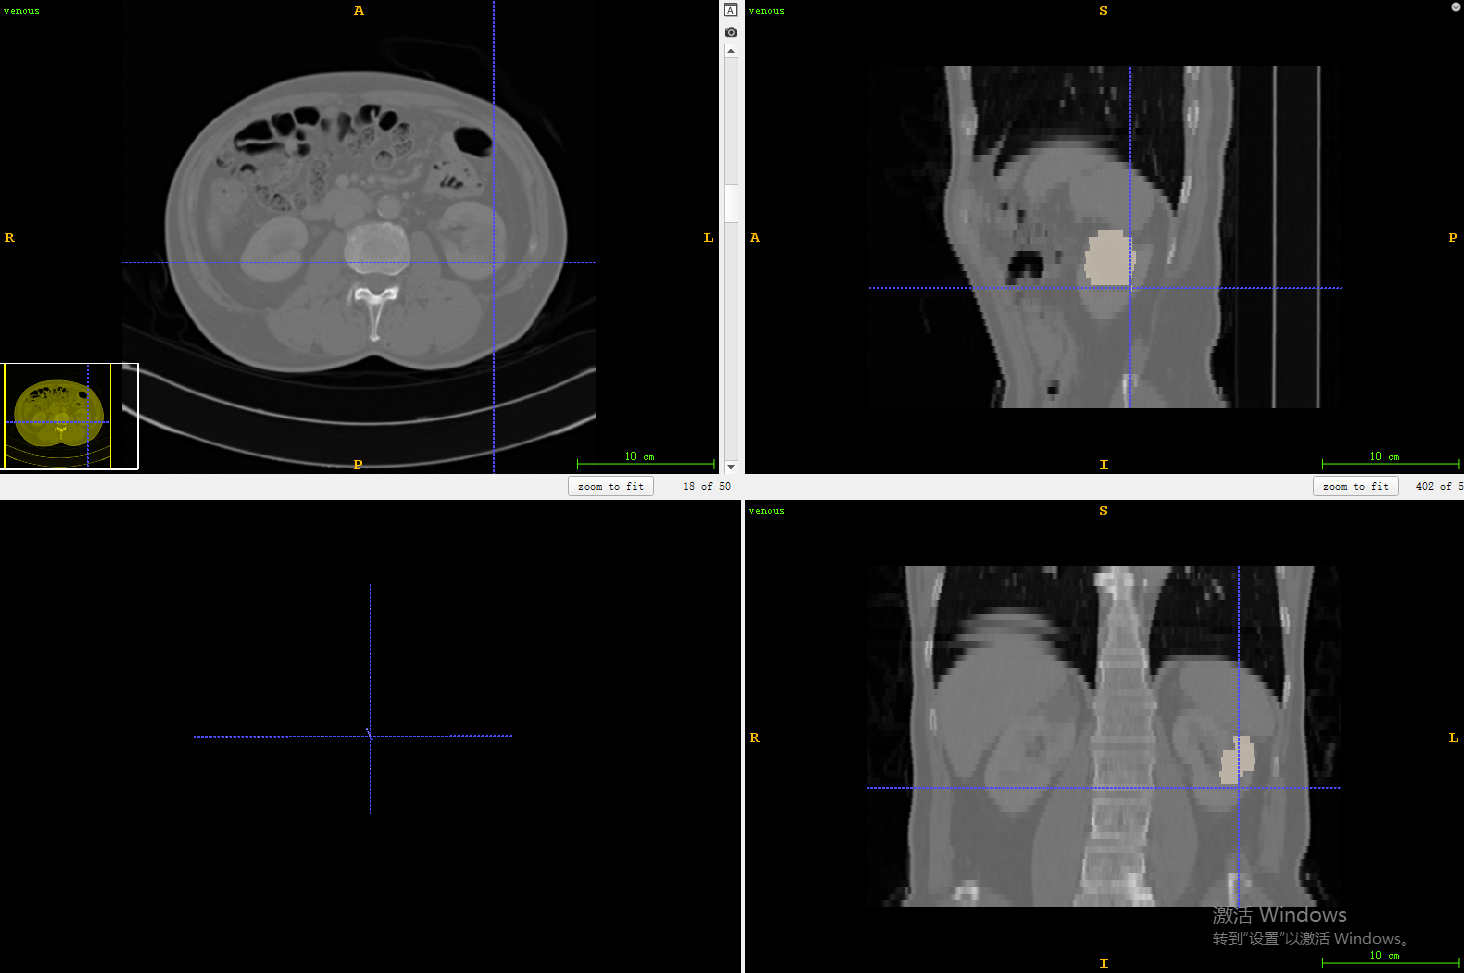 venous
A
A
R
L
P
10 cm
zoom to fit
18 of 50
venous
S
A
P
I
10 cm
zoom to fit
402 of 5
venous
S
R
L
I
10 cm
激活 Windows
转到“设置”以激活 Windows。